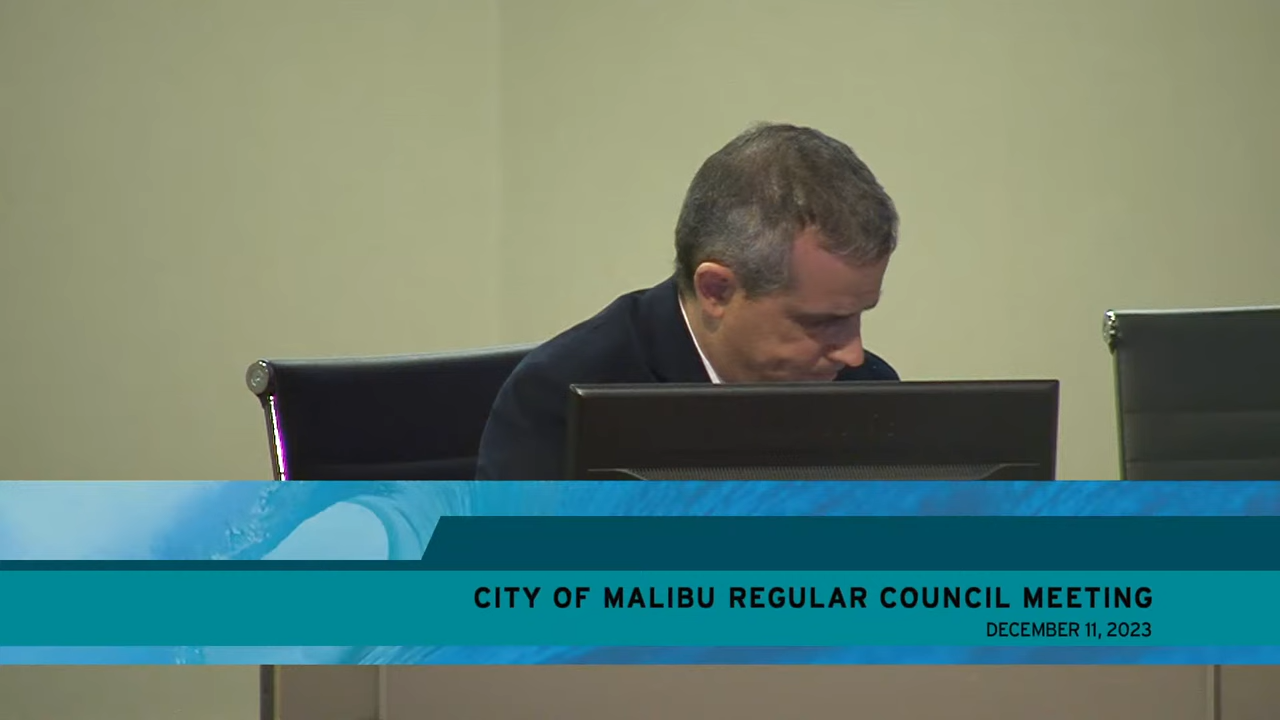 CITY OF MALIBU REGULAR COUNCIL MEETING
DECEMBER 11, 2023